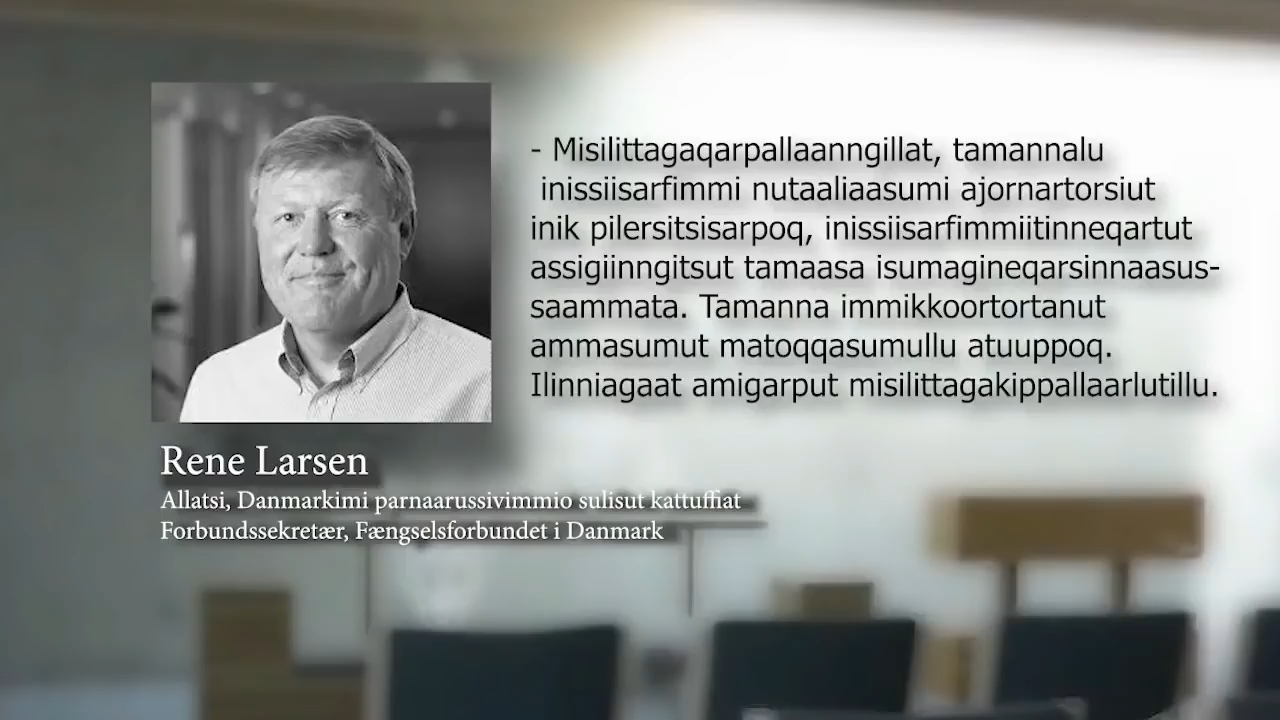 - Misilittagaqarpallaanngillat, tamannalu
inissiisarfimmi nutaaliaasumi ajornartorsiut
inik pilersitsisarpoq, inissiisarfimmiitinneqartut
assigiinngitsut tamaasa isumagineqarsinnaasus-
saammata. Tamanna immikkoortortanut
ammasumut matoqqasumullu atuuppoq.
Ilinniagaat amigarput misilittagakippallaarlutillu.
Rene Larsen
Allatsi, Danmarkimi parnaarussivimmio sulisut kattuffiat
Forbundssekretær, Fængselsforbundet i Danmark